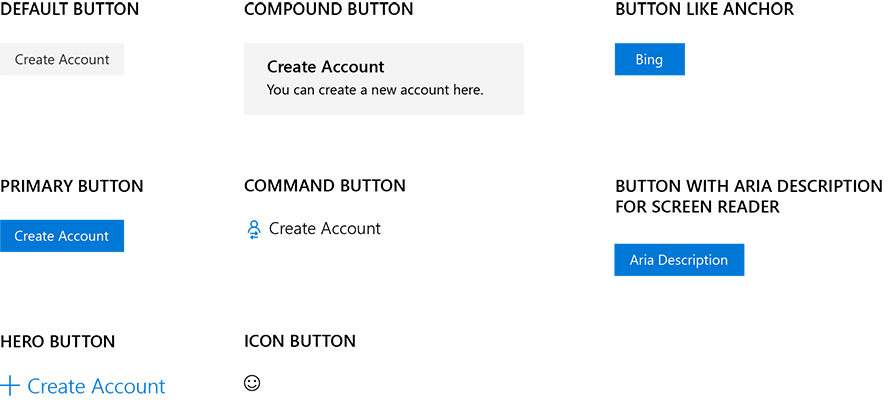 DEFAULT BUTTON
Create Account
COMPOUND BUTTON
Create Account
You can create a new account here.
BUTTON LIKE ANCHOR
Bing
PRIMARY BUTTON
Create Account
COMMAND BUTTON
Create Account
BUTTON WITH ARIA DESCRIPTION
FOR SCREEN READER
Aria Description
HERO BUTTON
Create Account
ICON BUTTON